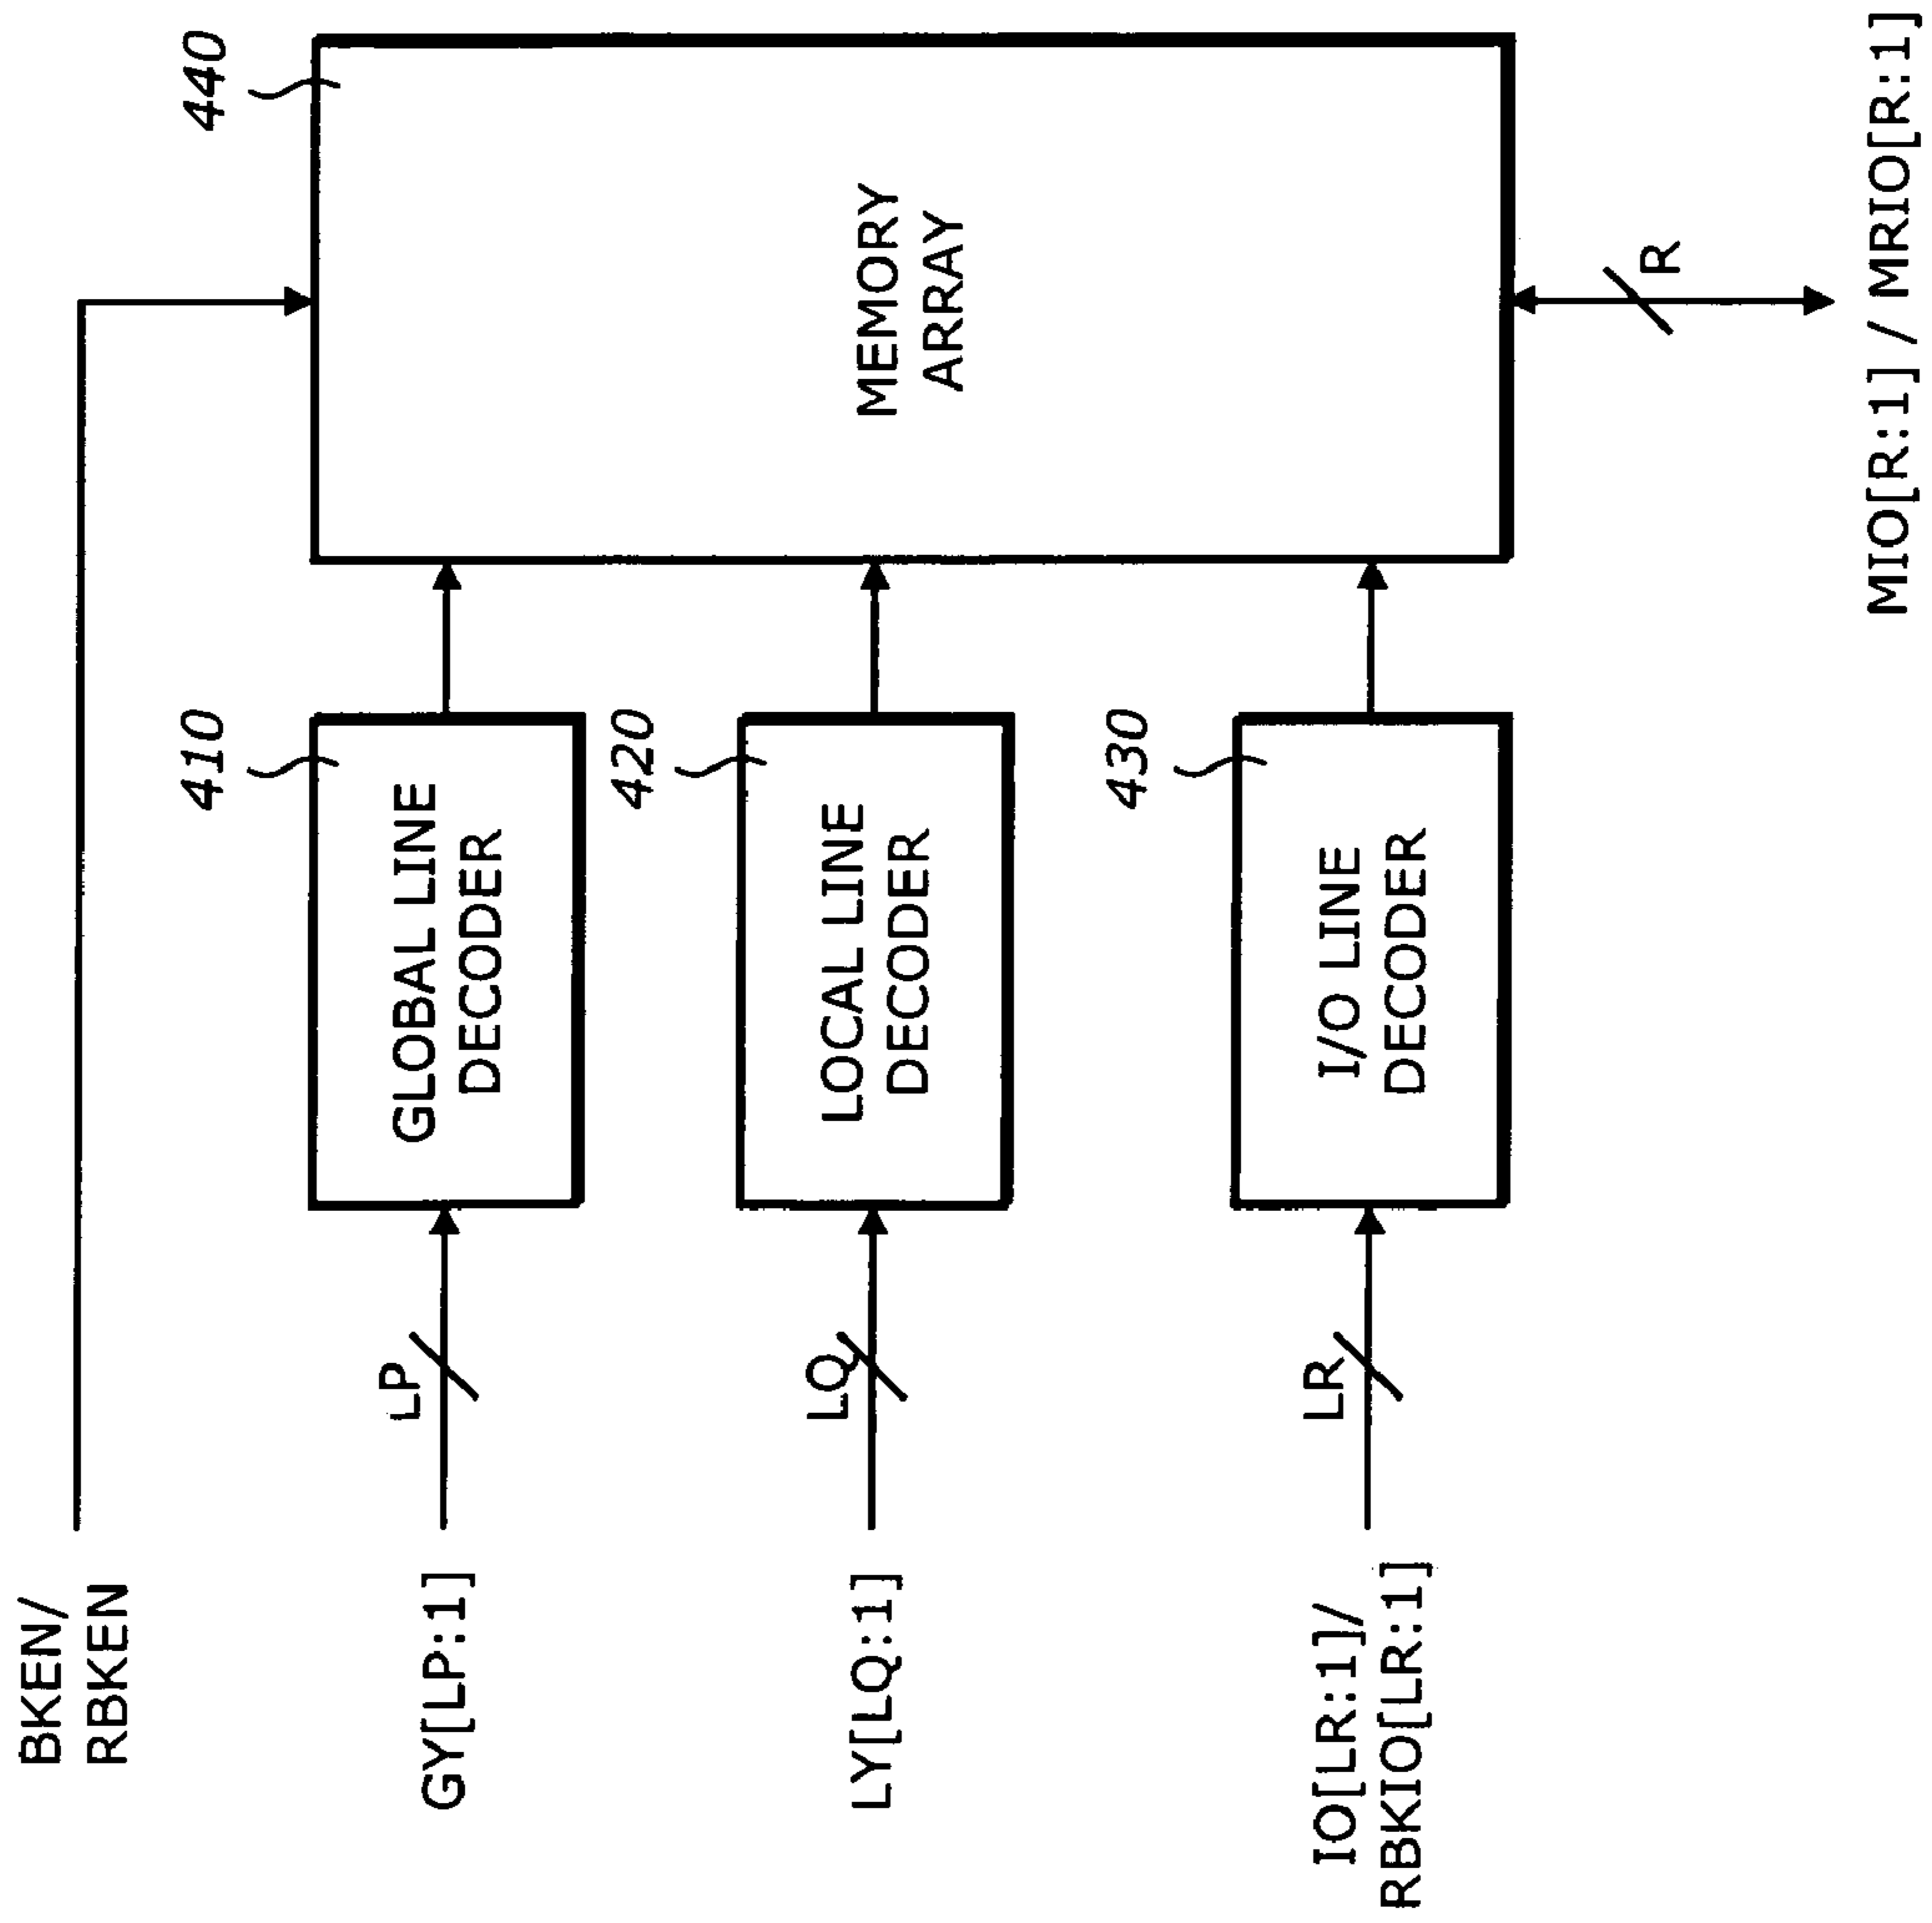 BKEN/
RBKEN
440
410
GY[LP:1]
LP
GLOBAL LINE
DECODER
MEMORY
ARRAY
420
LY[LQ:1]
LQ
LOCAL LINE
DECODER
430
IO[LR:1]/
RBKIO[LR:1]
LR
I/O LINE
DECODER
R
MIO[R:1] / MRIO[R:1]